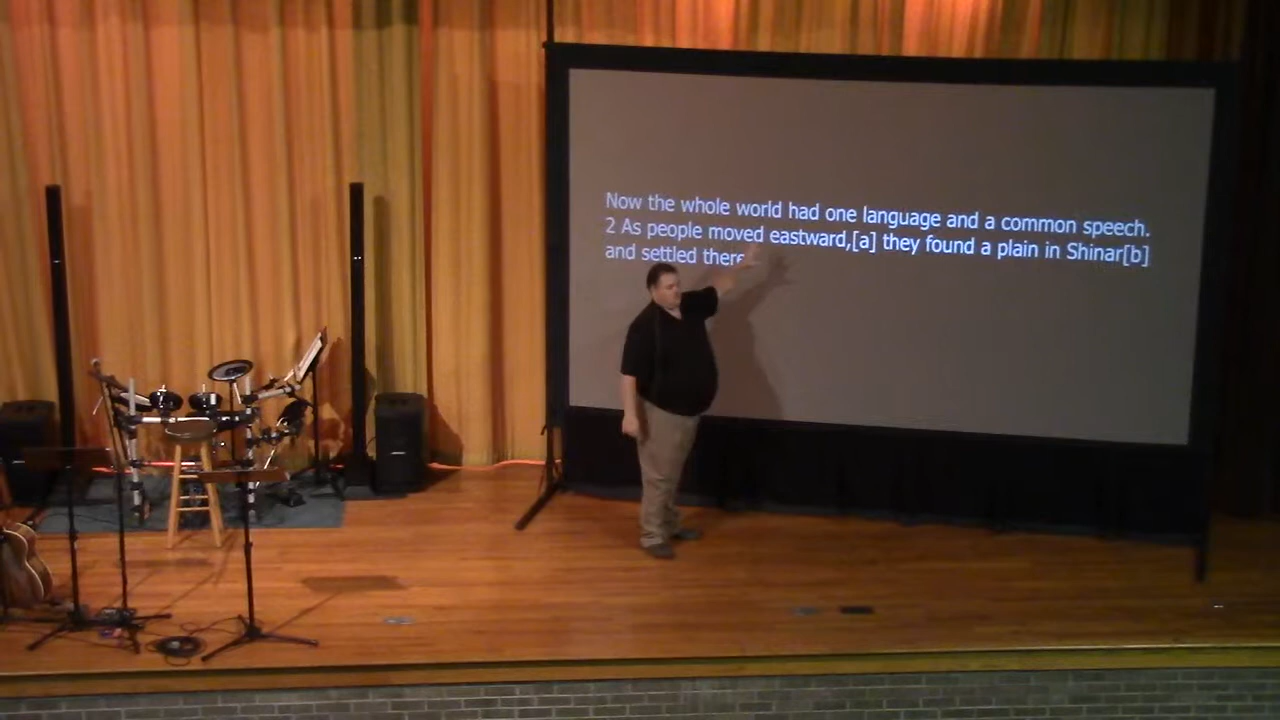 Now the whole world had one language and a common speech.
2 As people moved eastward,[a] they found a plain in Shinar[b]
and settled there